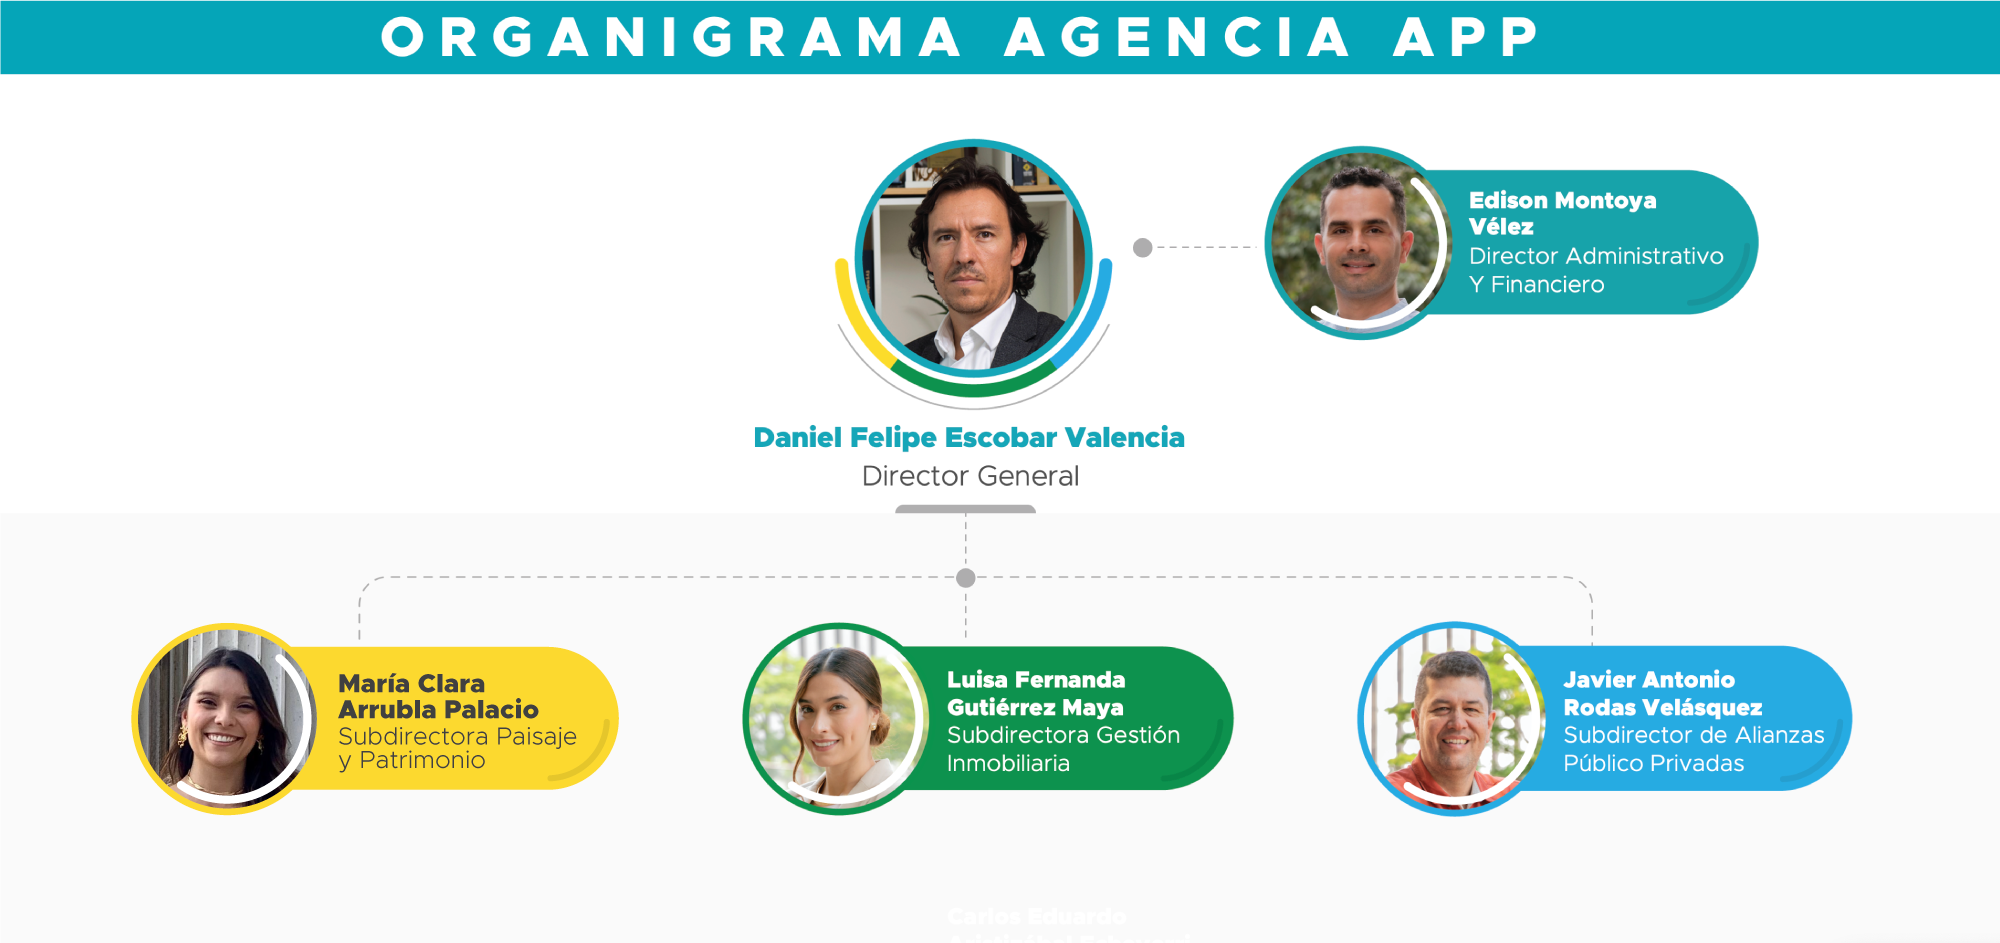 ORGANIGRAMA AGENCIA APP
Edison Montoya
Vélez
Director Administrativo
Y Financiero
Daniel Felipe Escobar Valencia
Director General
María Clara
Arrubla Palacio
Subdirectora Paisaje
y Patrimonio
Luisa Fernanda
Gutiérrez Maya
Subdirectora Gestión
Inmobiliaria
Javier Antonio
Rodas Velásquez
Subdirector de Alianzas
Público Privadas
Carlos Eduardo